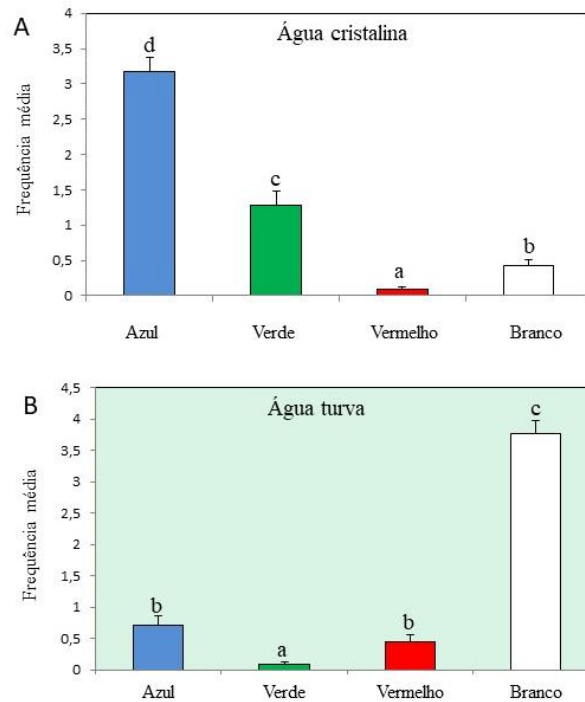 A
Água cristalina
Frequência média
4
3,5
3
2,5
2
1,5
1
0,5
0
d
c
a
b
Azul Verde Vermelho Branco
B
Água turva
Frequência média
4,5
4
3,5
3
2,5
2
1,5
1
0,5
0
b
a
b
c
Azul Verde Vermelho Branco